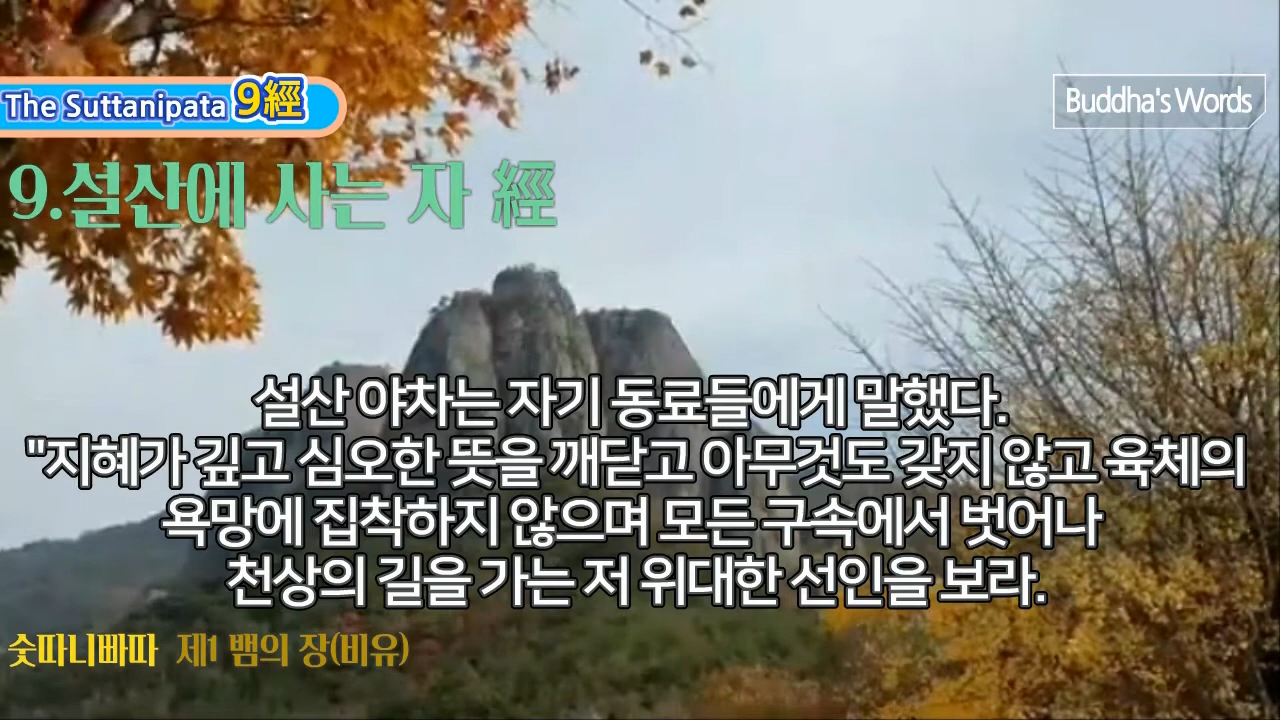 The Suttanipata 9經
Buddha's Words
9.설산에 사는 자 經
설산 야차는 자기 동료들에게 말했다.
"지혜가 깊고 심오한 뜻을 깨닫고 아무것도 갖지 않고 육체의
욕망에 집착하지 않으며 모든 구속에서 벗어나
천상의 길을 가는 저 위대한 선인을 보라.
숫따니빠따 제1 뱀의 장(비유)